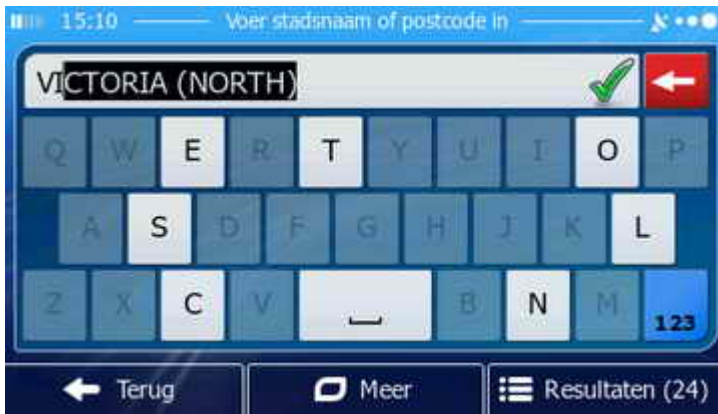 15:10 Voer stadsnaam of postcode in
VICTORIA (NORTH)
Q W E R T Y U I O P
A S D F G H J K L
Z X C V B N M 123
Terug Meer Resultaten (24)